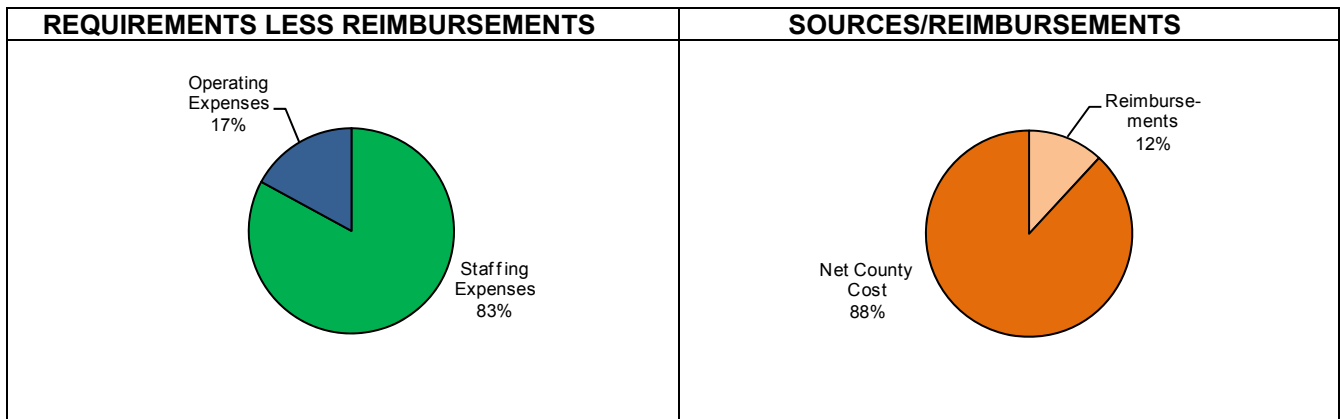 REQUIREMENTS LESS REIMBURSEMENTS
SOURCES/REIMBURSEMENTS
Operating
Expenses
17%
Staffing
Expenses
83%
Reimburse-
ments
12%
Net County
Cost
88%